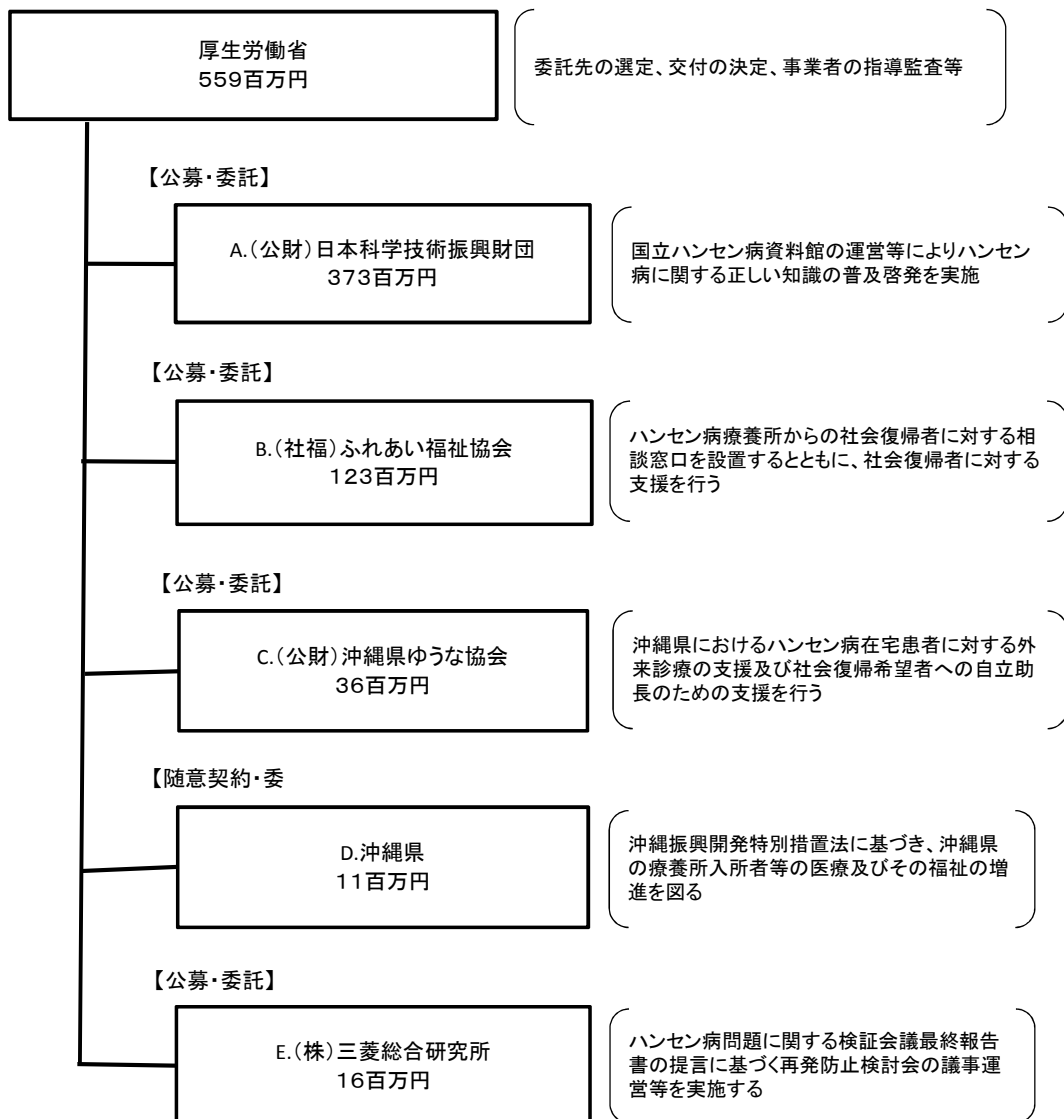 厚生労働省
559百万円
委託先の選定、交付の決定、事業者の指導監査等
【公募・委託】
A.(公財)日本科学技術振興財団
373百万円
国立ハンセン病資料館の運営等によりハンセン
病に関する正しい知識の普及啓発を実施
【公募・委託】
B.(社福)ふれあい福祉協会
123百万円
ハンセン病療養所からの社会復帰者に対する相
談窓口を設置するとともに、社会復帰者に対する
支援を行う
【公募・委託】
C.(公財)沖縄県ゆうな協会
36百万円
沖縄県におけるハンセン病在宅患者に対する外
来診療の支援及び社会復帰希望者への自立助
長のための支援を行う
【随意契約・委
D.沖縄県
11百万円
沖縄振興開発特別措置法に基づき、沖縄県
の療養所入所者等の医療及びその福祉の増
進を図る
【公募・委託】
E.(株)三菱総合研究所
16百万円
ハンセン病問題に関する検証会議最終報告
書の提言に基づく再発防止検討会の議事運
営等を実施する